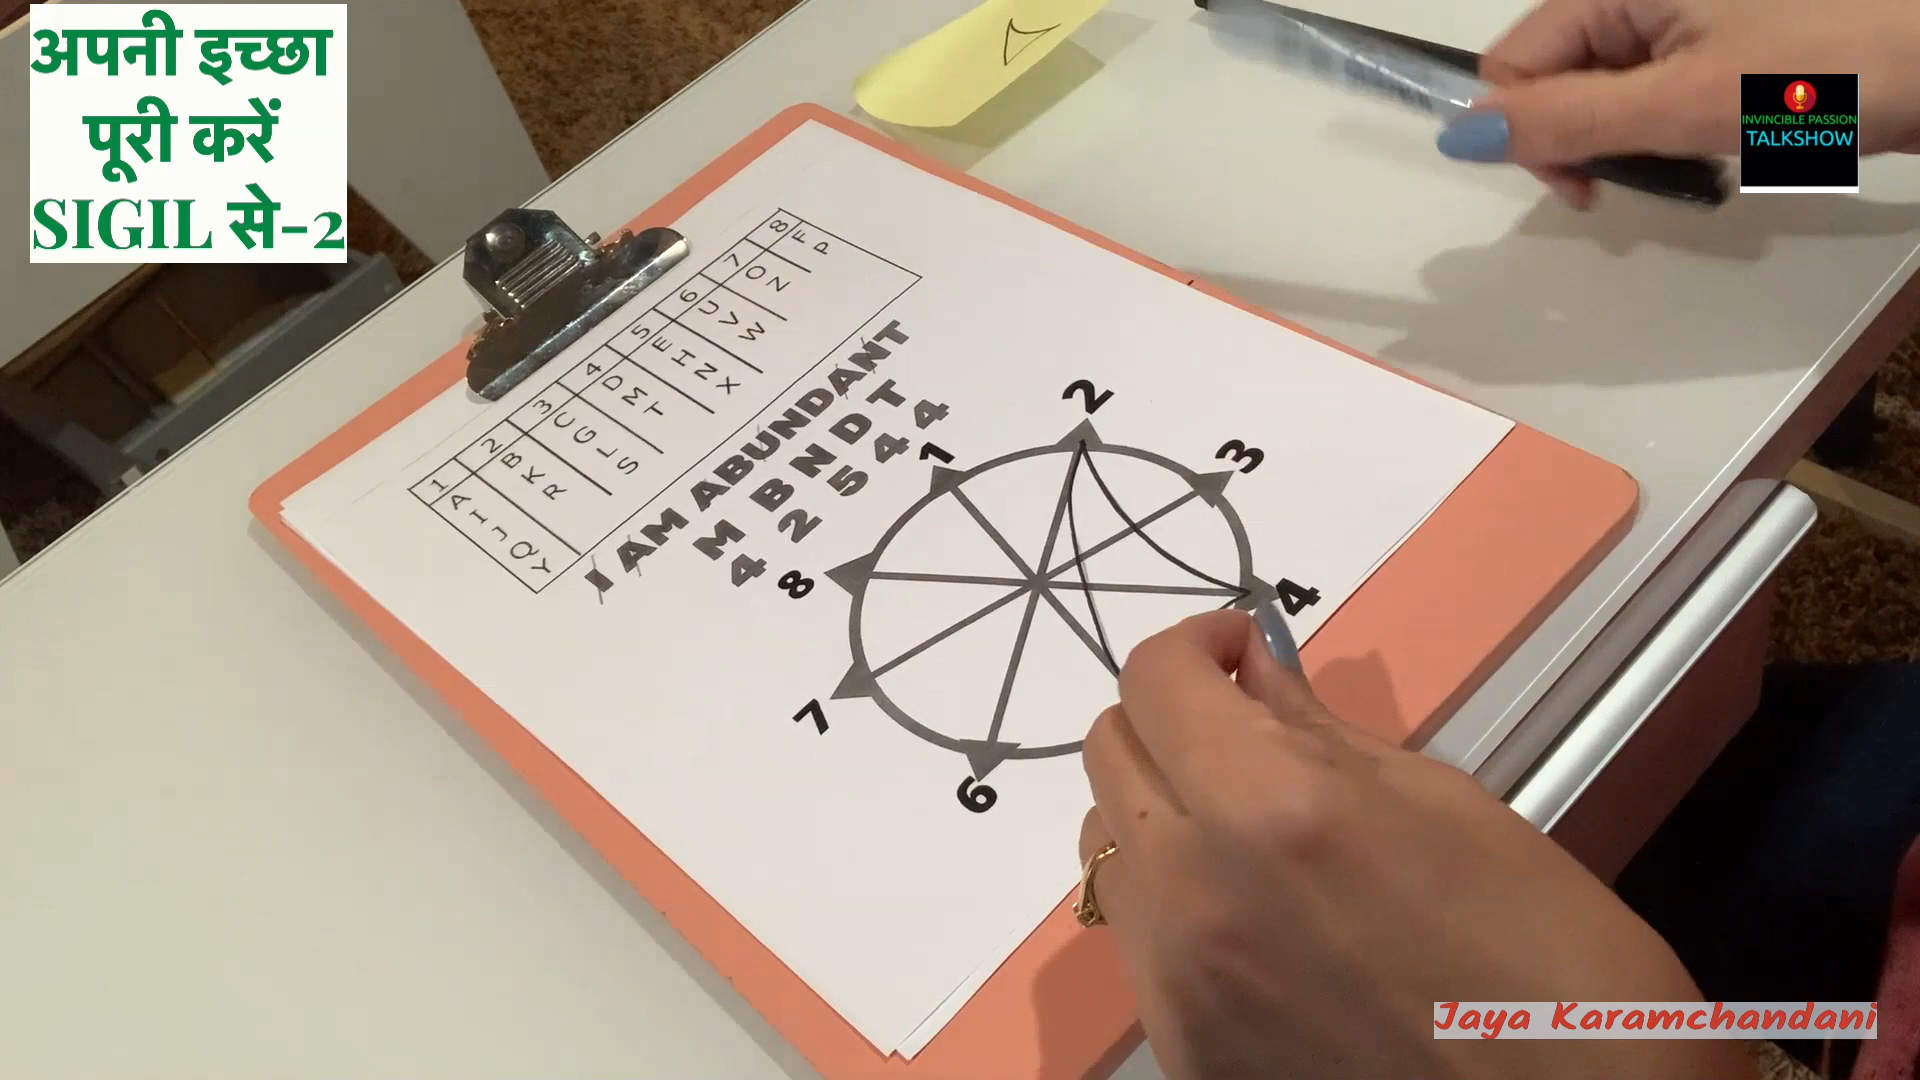 अपनी इच्छा
पूरी करें
SIGIL से-2
INVINCIBLE PASSION
TALKSHOW
1 2 3 4 5 6 7 8
A B C D E U O F
I K G M H V Z P
J R L T N W
Q S X
Y
I AM ABUNDANT
M B N D T
4 2 5 4 4
1
2
3
4
6
7
8
Jaya Karamchandani